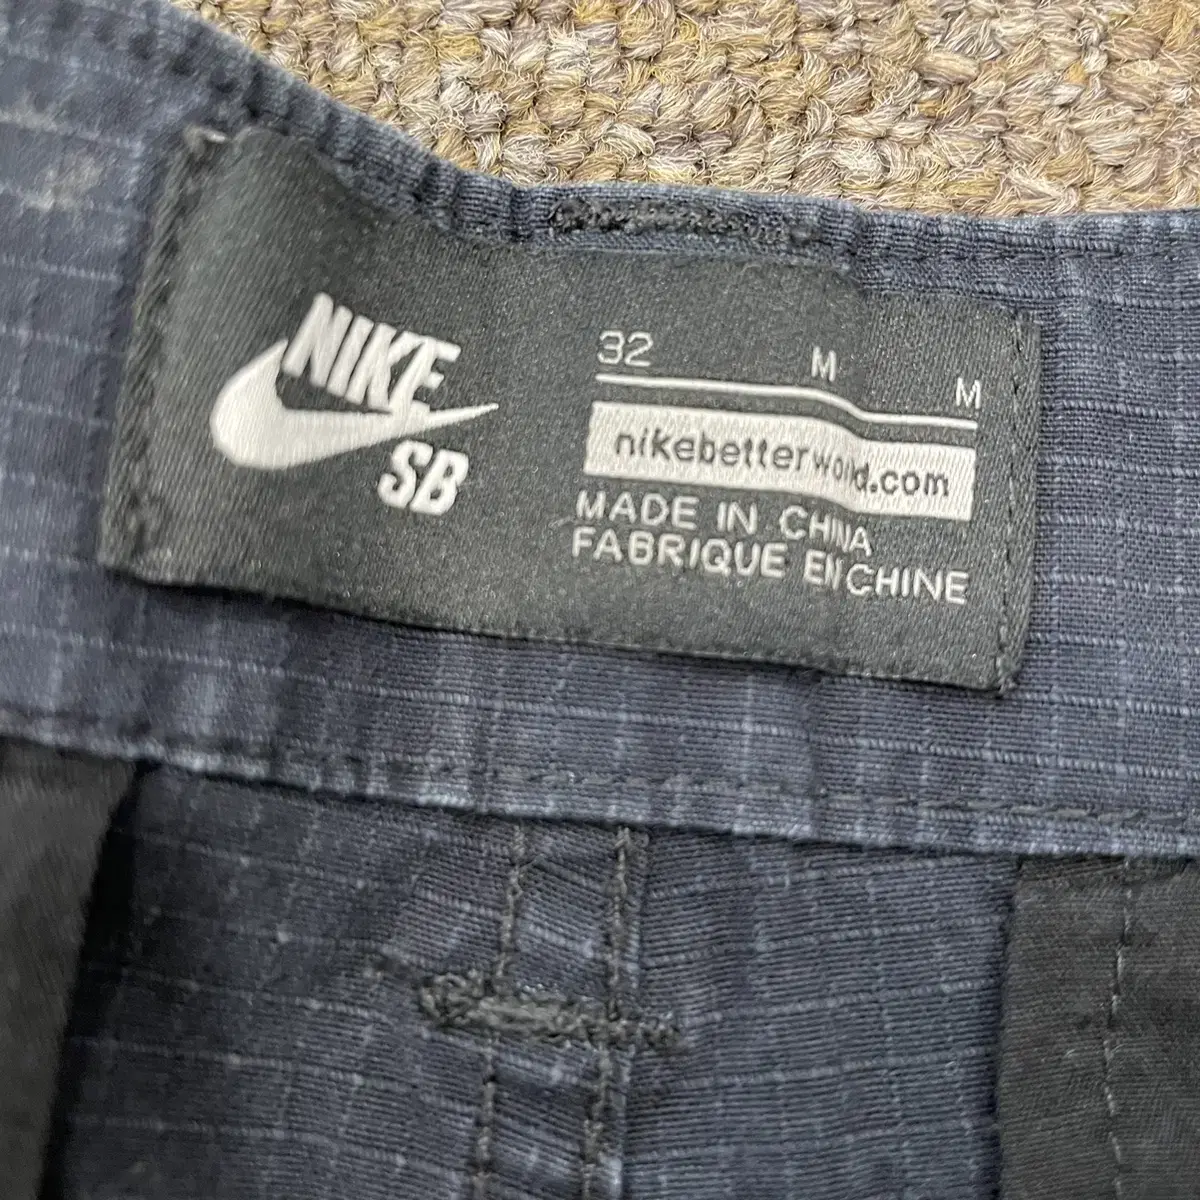 NIKE
SB
32 M M
nikebetterworld.com
MADE IN CHINA
FABRIQUE EN CHINE